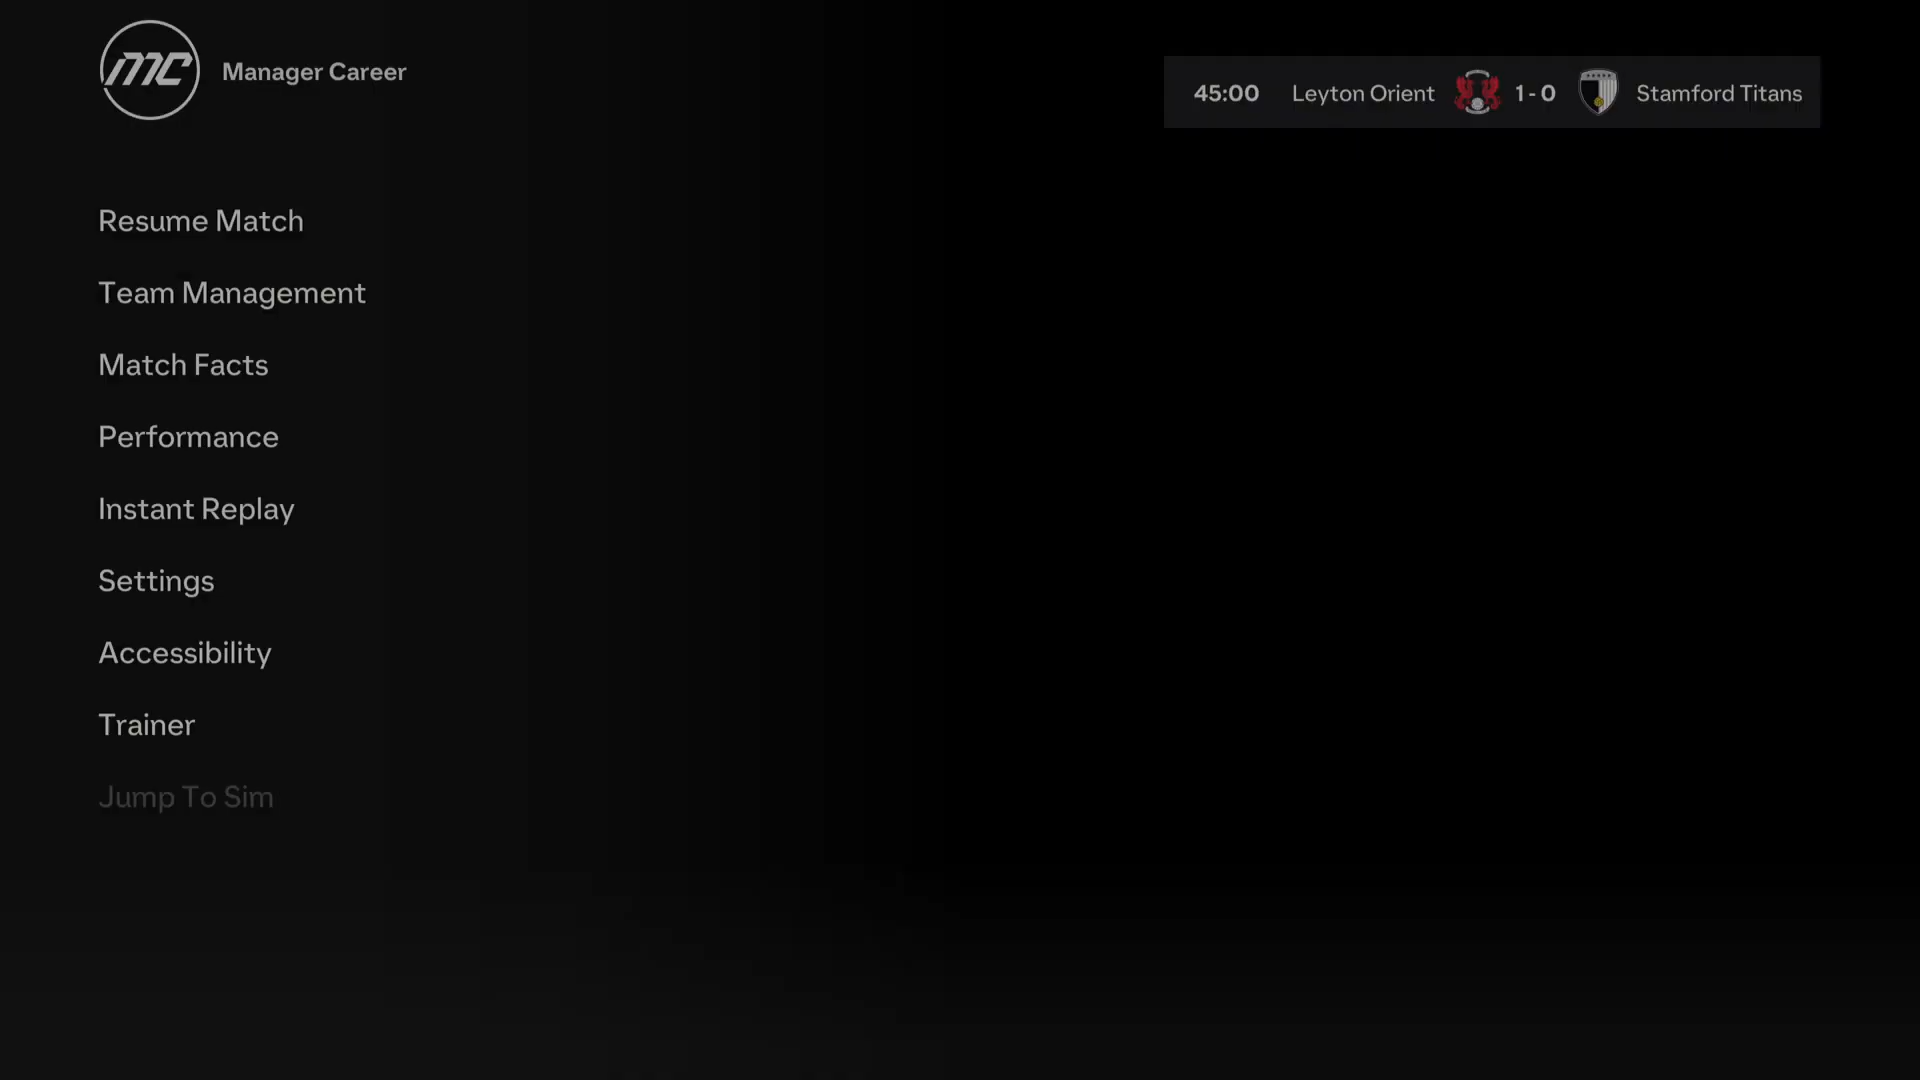 MC Manager Career
45:00 Leyton Orient 1 - 0 Stamford Titans
Resume Match
Team Management
Match Facts
Performance
Instant Replay
Settings
Accessibility
Trainer
Jump To Sim